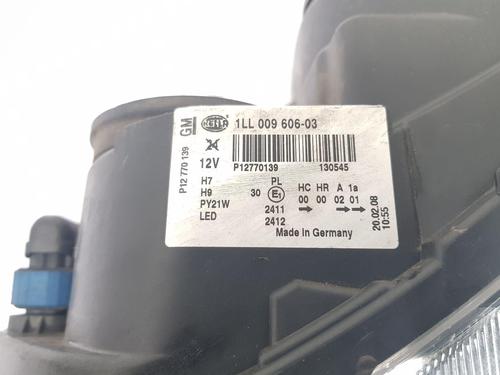 GM HELLA 1LL 009 606-03
12V
P12770139 130545
P12 770 139
H7 PL HC HR A 1a
H9 30 E1 00 00 02 01
PY21W 2411
LED 2412
Made in Germany
20.02.08
10:55